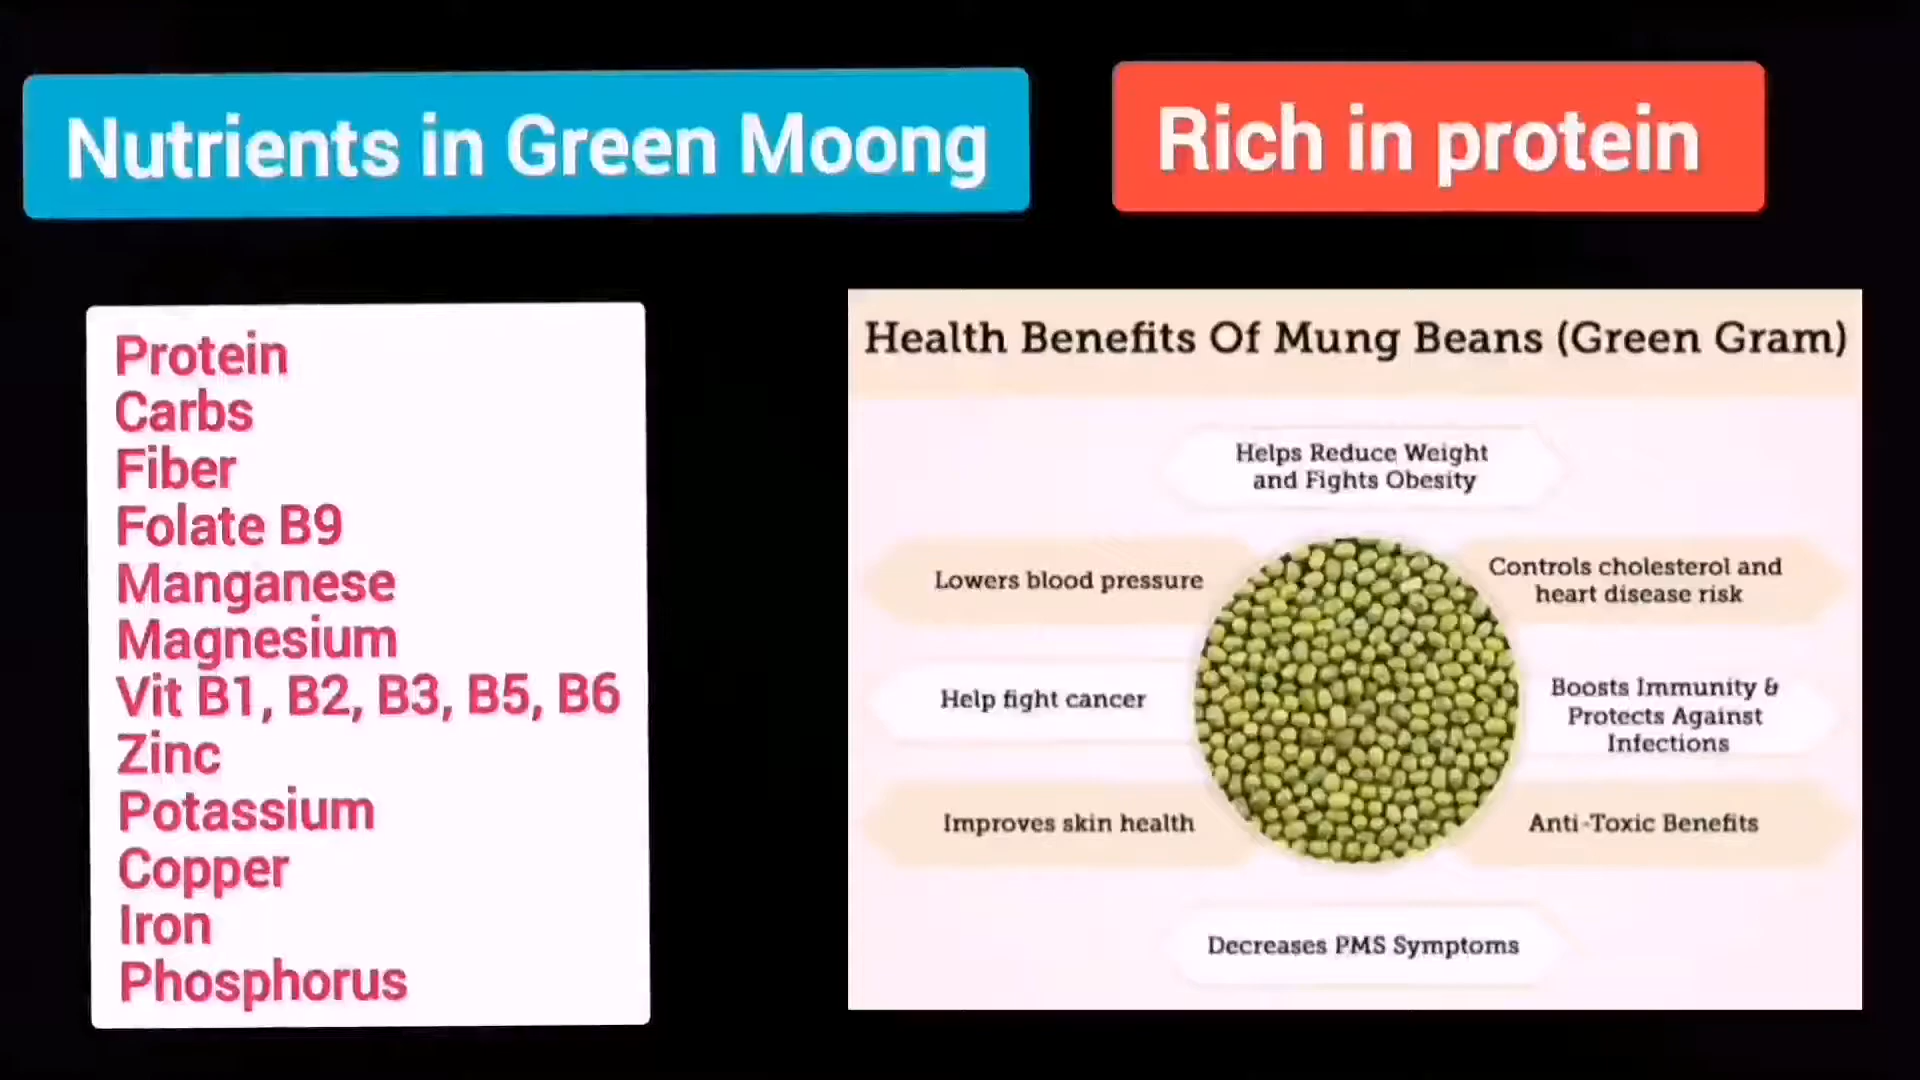 Nutrients in Green Moong
Rich in protein
Protein
Carbs
Fiber
Folate B9
Manganese
Magnesium
Vit B1, B2, B3, B5, B6
Zinc
Potassium
Copper
Iron
Phosphorus
Health Benefits Of Mung Beans (Green Gram)
Helps Reduce Weight
and Fights Obesity
Lowers blood pressure
Controls cholesterol and
heart disease risk
Help fight cancer
Boosts Immunity &
Protects Against
Infections
Improves skin health
Anti-Toxic Benefits
Decreases PMS Symptoms